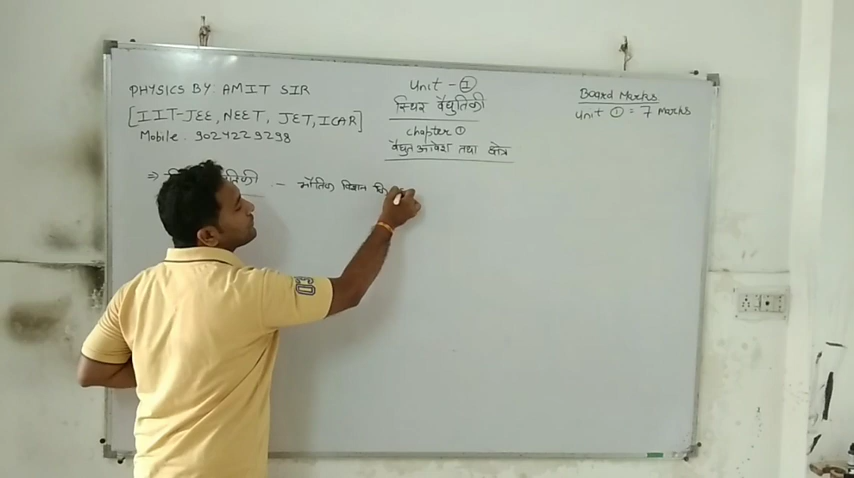 PHYSICS BY: AMIT SIR
[IIT-JEE, NEET, JET, ICAR]
Mobile. 9024229298
Unit - 1
स्थिर वैद्युतिकी
chapter 1
वैद्युत आवेश तथा क्षेत्र
Board Marks
unit 1 = 7 Marks
⇒ - भौतिक विज्ञान कि